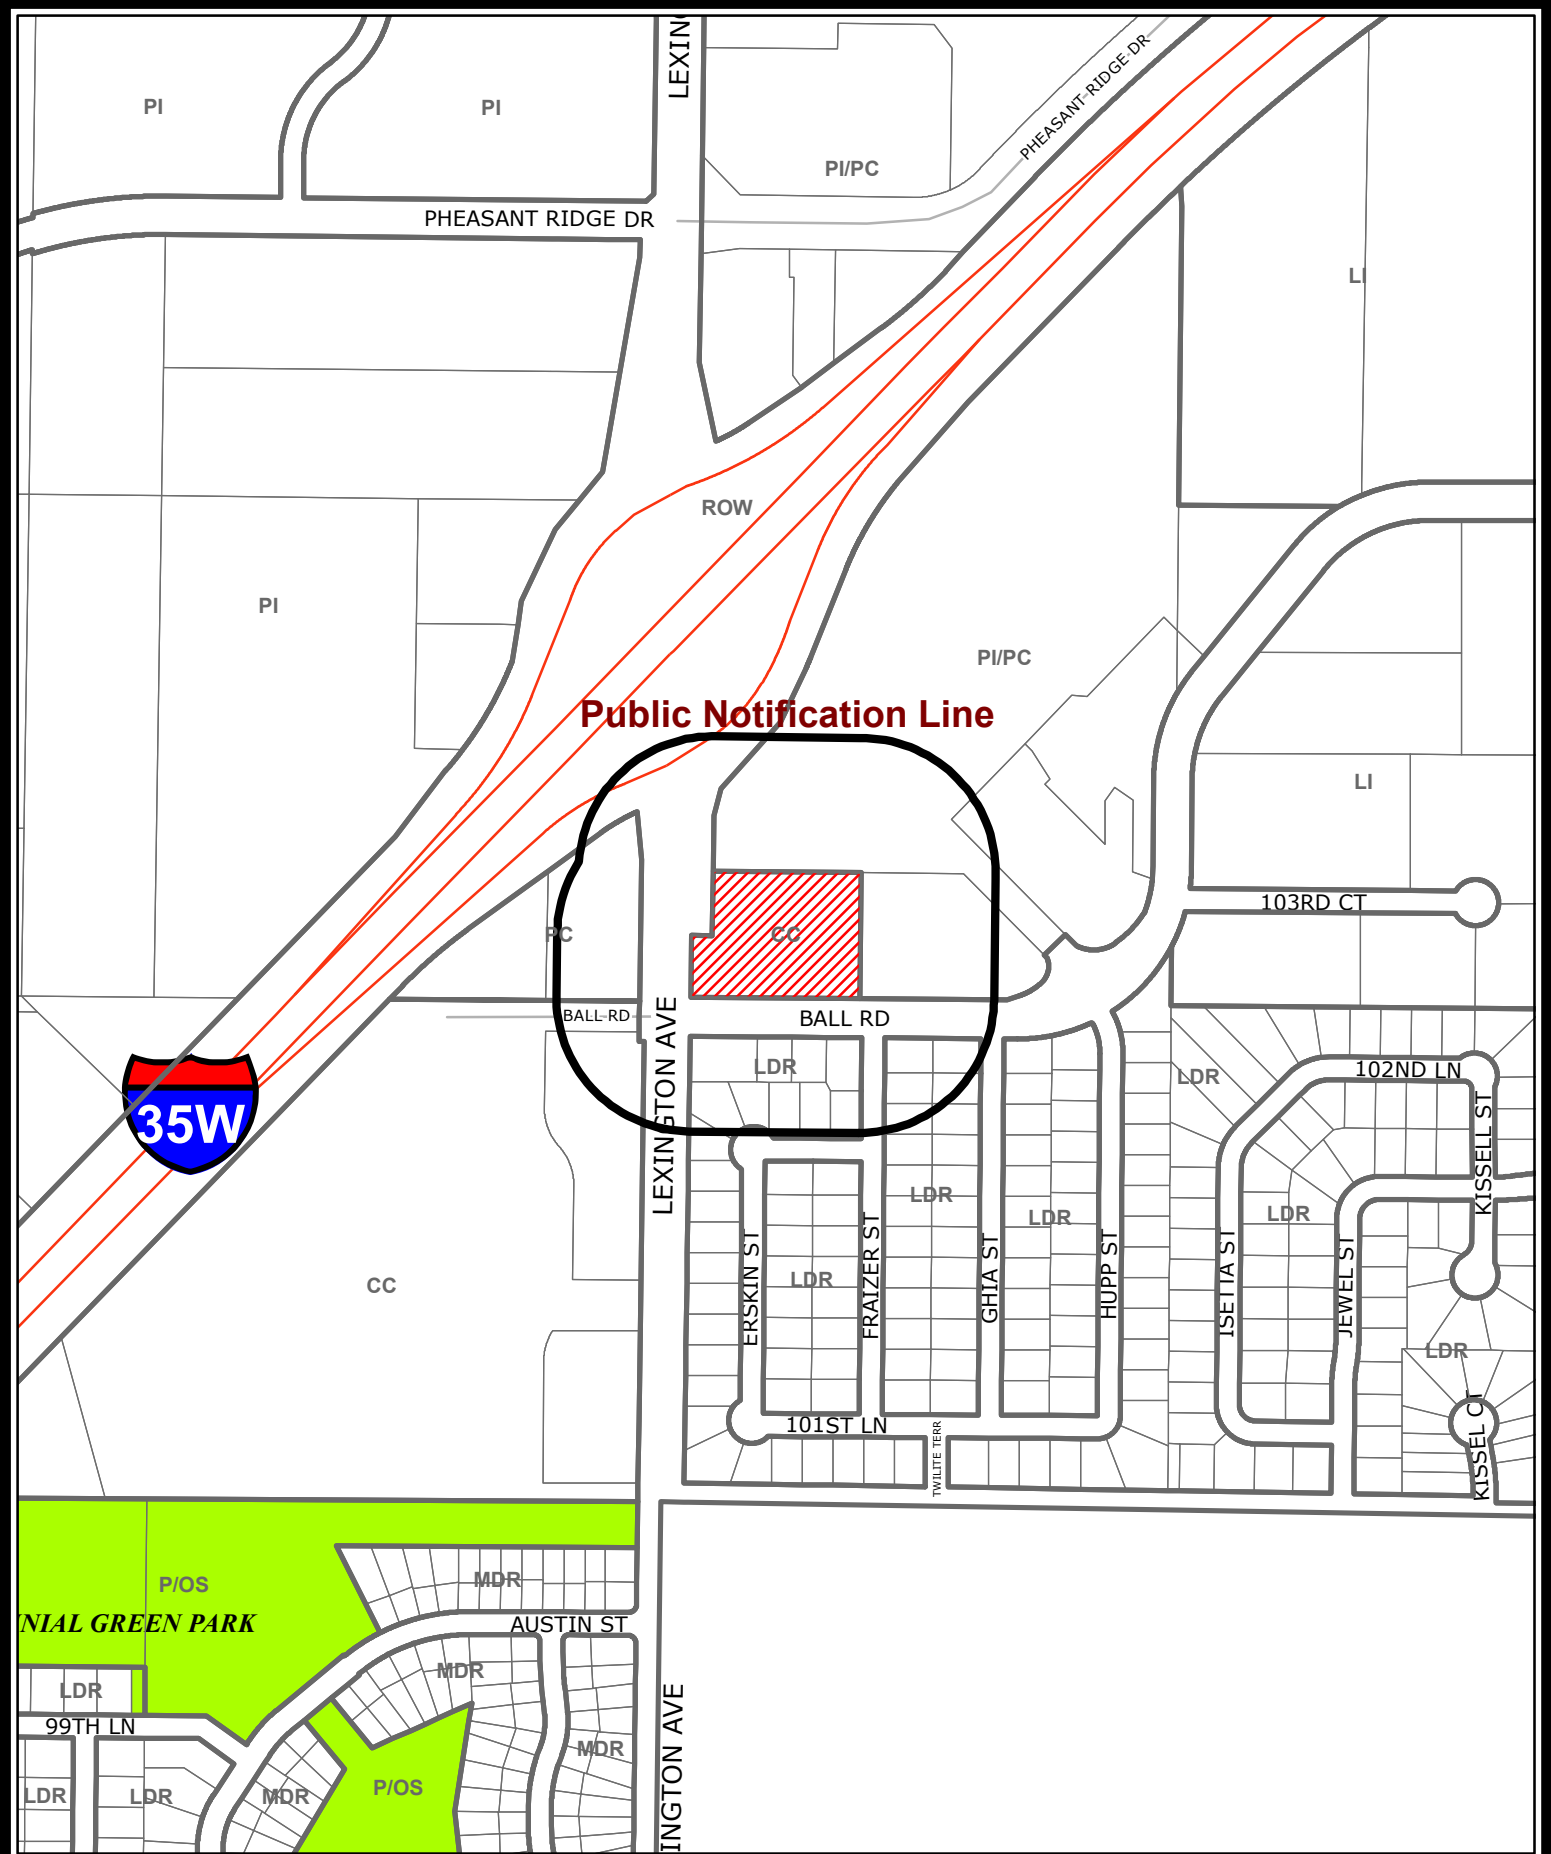 LEXING
PHEASANT RIDGE DR
PI
PI
PI/PC
PHEASANT RIDGE DR
LI
ROW
PI
PI/PC
Public Notification Line
LI
103RD CT
PC
CC
BALL RD
BALL RD
LEXINGTON AVE
LDR
LDR
102ND LN
35W
KISSELL ST
LDR
LDR
LDR
LDR
CC
ERSKIN ST
FRAIZER ST
GHIA ST
HUPP ST
ISETTA ST
JEWEL ST
LDR
101ST LN
TWILITE TERR
KISSEL CT
P/OS
MDR
NIAL GREEN PARK
AUSTIN ST
LDR
MDR
99TH LN
MDR
LDR
LDR
MDR
P/OS
INGTON AVE